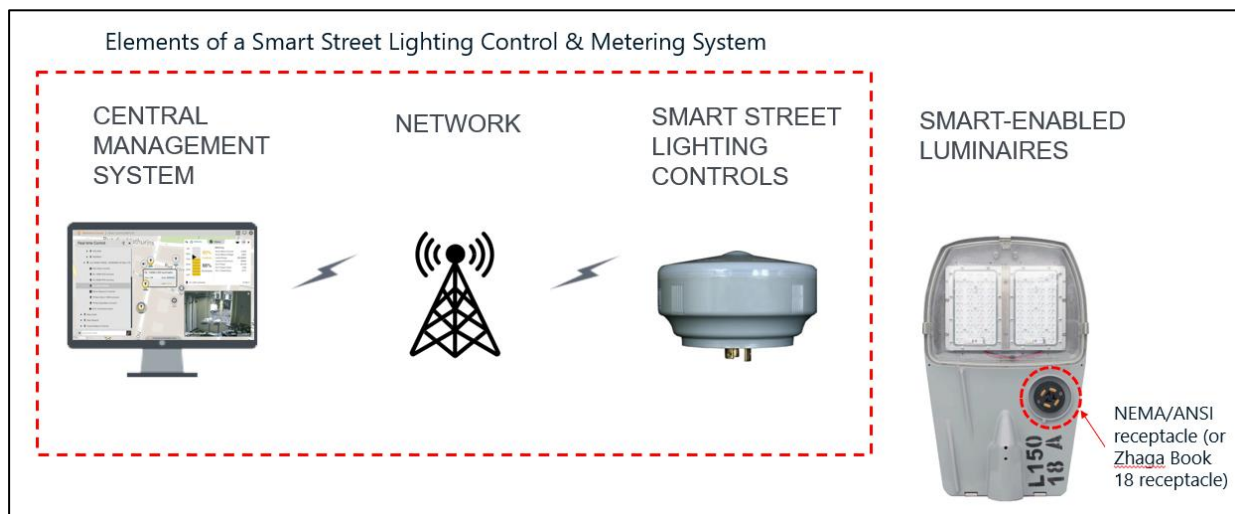 Elements of a Smart Street Lighting Control & Metering System
CENTRAL
MANAGEMENT
SYSTEM
NETWORK
SMART STREET
LIGHTING
CONTROLS
SMART-ENABLED
LUMINAIRES
L150
18 A
NEMA/ANSI
receptacle (or
Zhaga Book
18 receptacle)